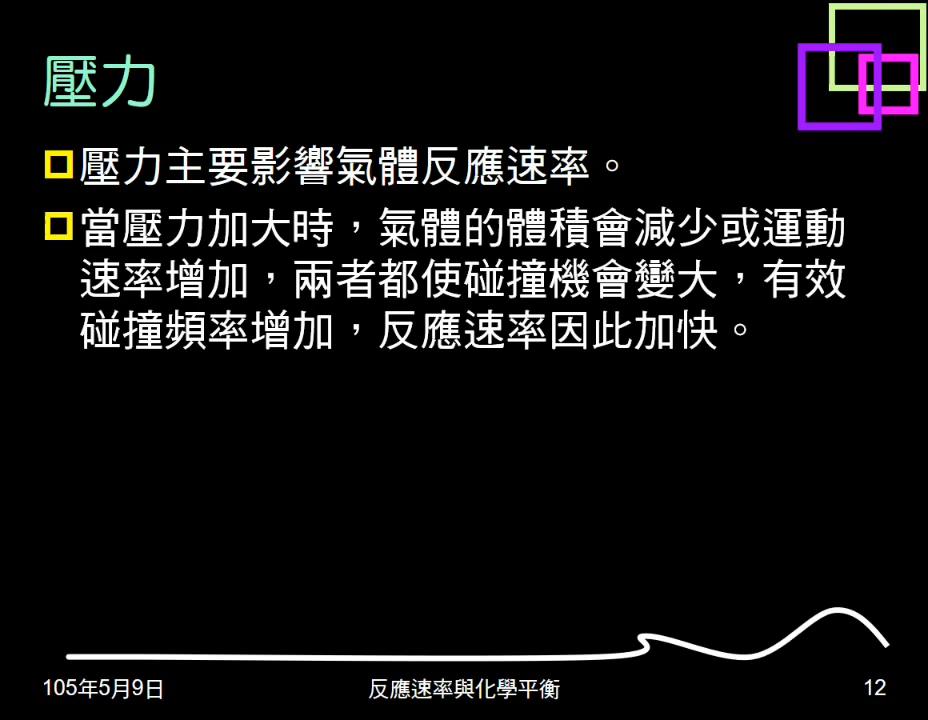 壓力
壓力主要影響氣體反應速率。
當壓力加大時，氣體的體積會減少或運動
速率增加，兩者都使碰撞機會變大，有效
碰撞頻率增加，反應速率因此加快。
105年5月9日
反應速率與化學平衡
12